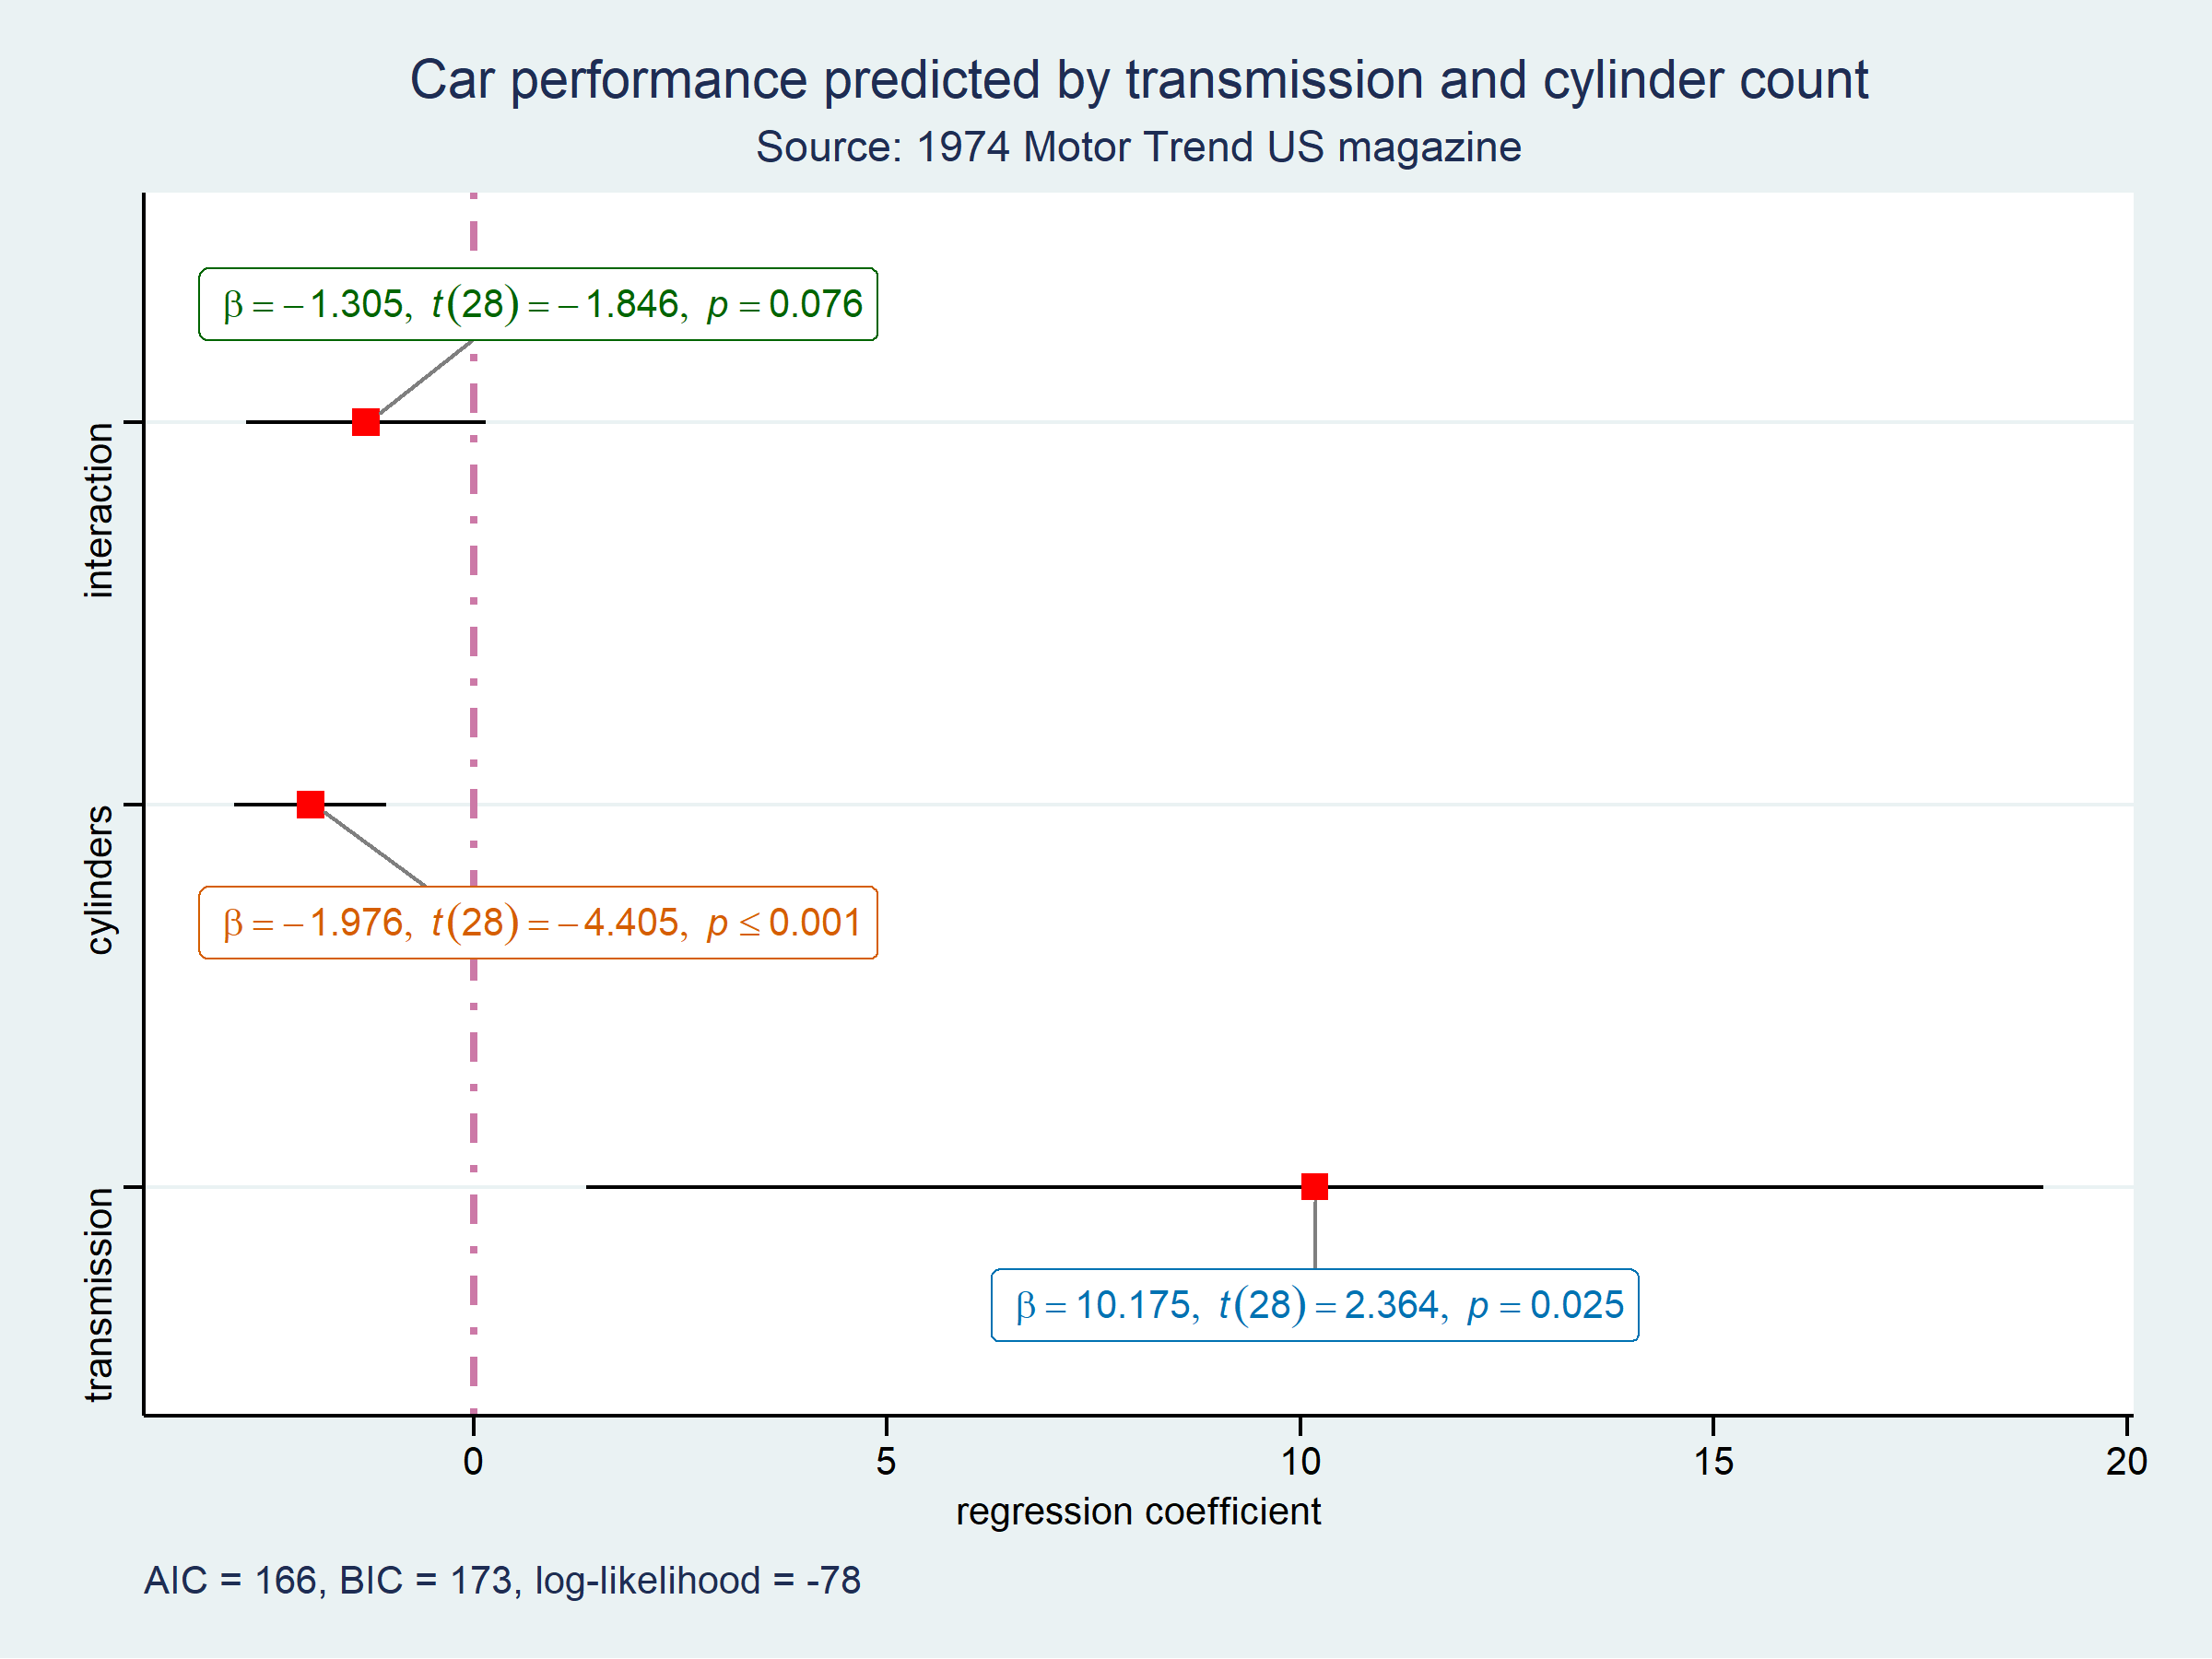 Car performance predicted by transmission and cylinder count
Source: 1974 Motor Trend US magazine
β = − 1.305, t(28) = − 1.846, p = 0.076
interaction
cylinders
β = − 1.976, t(28) = − 4.405, p ≤ 0.001
transmission
β = 10.175, t(28) = 2.364, p = 0.025
0 5 10 15 20
regression coefficient
AIC = 166, BIC = 173, log-likelihood = -78